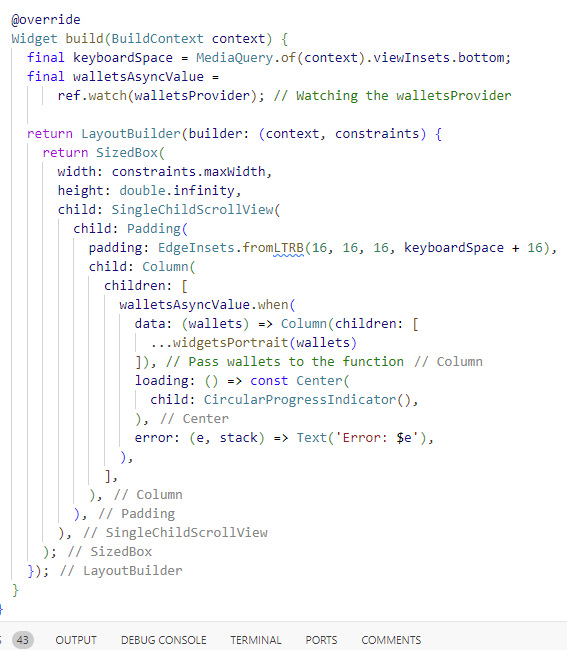 @override
Widget build(BuildContext context) {
  final keyboardSpace = MediaQuery.of(context).viewInsets.bottom;
  final walletsAsyncValue =
      ref.watch(walletsProvider); // Watching the walletsProvider

  return LayoutBuilder(builder: (context, constraints) {
    return SizedBox(
      width: constraints.maxWidth,
      height: double.infinity,
      child: SingleChildScrollView(
        child: Padding(
          padding: EdgeInsets.fromLTRB(16, 16, 16, keyboardSpace + 16),
          child: Column(
            children: [
              walletsAsyncValue.when(
                data: (wallets) => Column(children: [
                  ...widgetsPortrait(wallets)
                ]), // Pass wallets to the function // Column
                loading: () => const Center(
                  child: CircularProgressIndicator(),
                ), // Center
                error: (e, stack) => Text('Error: $e'),
              ),
            ],
          ), // Column
        ), // Padding
      ), // SingleChildScrollView
    ); // SizedBox
  }); // LayoutBuilder
}
}
43 OUTPUT DEBUG CONSOLE TERMINAL PORTS COMMENTS